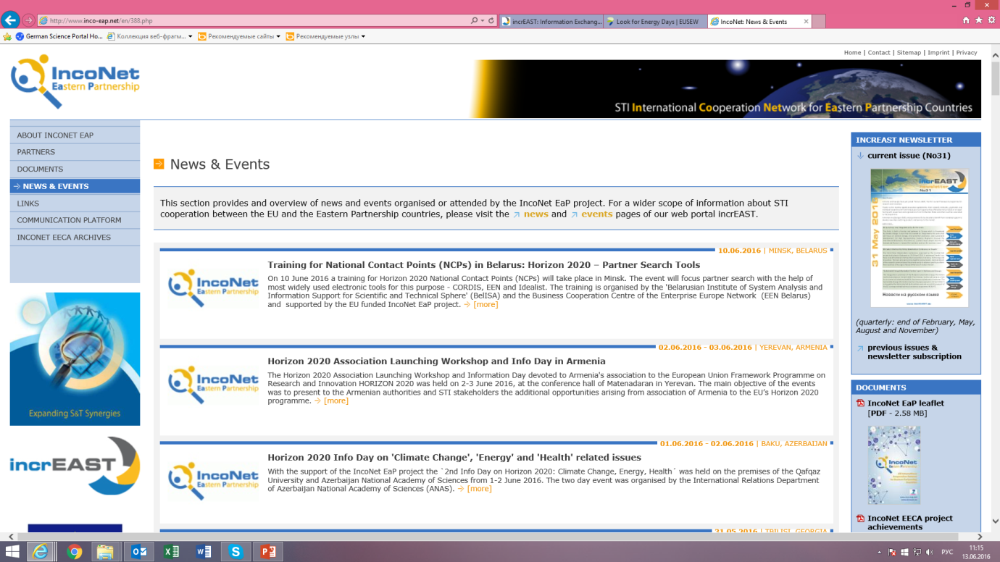 http://www.inco-eap.net/en/388.php
incrEAST: Information Exchang...
Look for Energy Days | EUSEW
IncoNet: News & Events
German Science Portal Ho...
Коллекция веб-фрагм...
Рекомендуемые сайты
Рекомендуемые узлы
Home | Contact | Sitemap | Imprint | Privacy
IncoNet
Eastern Partnership
STI International Cooperation Network for Eastern Partnership Countries
ABOUT INCONET EAP
PARTNERS
DOCUMENTS
NEWS & EVENTS
LINKS
COMMUNICATION PLATFORM
INCONET EECA ARCHIVES
Expanding S&T Synergies
incrEAST
News & Events
This section provides and overview of news and events organised or attended by the IncoNet EaP project. For a wider scope of information about STI
cooperation between the EU and the Eastern Partnership countries, please visit the news and events pages of our web portal incrEAST.
10.06.2016 | MINSK, BELARUS
IncoNet
Eastern Partnership
Training for National Contact Points (NCPs) in Belarus: Horizon 2020 – Partner Search Tools
On 10 June 2016 a training for Horizon 2020 National Contact Points (NCPs) will take place in Minsk. The event will focus partner search with the help of
most widely used electronic tools for this purpose - CORDIS, EEN and Idealist. The training is organised by the 'Belarusian Institute of System Analysis and
Information Support for Scientific and Technical Sphere' (BelISA) and the Business Cooperation Centre of the Enterprise Europe Network (EEN Belarus)
and supported by the EU funded IncoNet EaP project. [more]
02.06.2016 - 03.06.2016 | YEREVAN, ARMENIA
IncoNet
Eastern Partnership
Horizon 2020 Association Launching Workshop and Info Day in Armenia
The Horizon 2020 Association Launching Workshop and Information Day devoted to Armenia's association to the European Union Framework Programme on
Research and Innovation HORIZON 2020 was held on 2-3 June 2016, at the conference hall of Matenadaran in Yerevan. The main objective of the events
was to present to the Armenian authorities and STI stakeholders the additional opportunities arising from association of Armenia to the EU's Horizon 2020
programme. [more]
01.06.2016 - 02.06.2016 | BAKU, AZERBAIJAN
IncoNet
Eastern Partnership
Horizon 2020 Info Day on 'Climate Change', 'Energy' and 'Health' related issues
With the support of the IncoNet EaP project the `2nd Info Day on Horizon 2020: Climate Change, Energy, Health´ was held on the premises of the Qafqaz
University and Azerbaijan National Academy of Sciences from 1-2 June 2016. The two day event was organised by the International Relations Department
of Azerbaijan National Academy of Sciences (ANAS). [more]
31.05.2016 | TBILISI, GEORGIA
INCREAST NEWSLETTER
current issue (No31)
incrEAST
No31
31 May 2016
Новости на русском языке
(quarterly: end of February, May,
August and November)
previous issues &
newsletter subscription
DOCUMENTS
IncoNet EaP leaflet
[PDF - 2.58 MB]
IncoNet
Eastern Partnership
IncoNet EECA project
achievements
РУС
11:15
13.06.2016